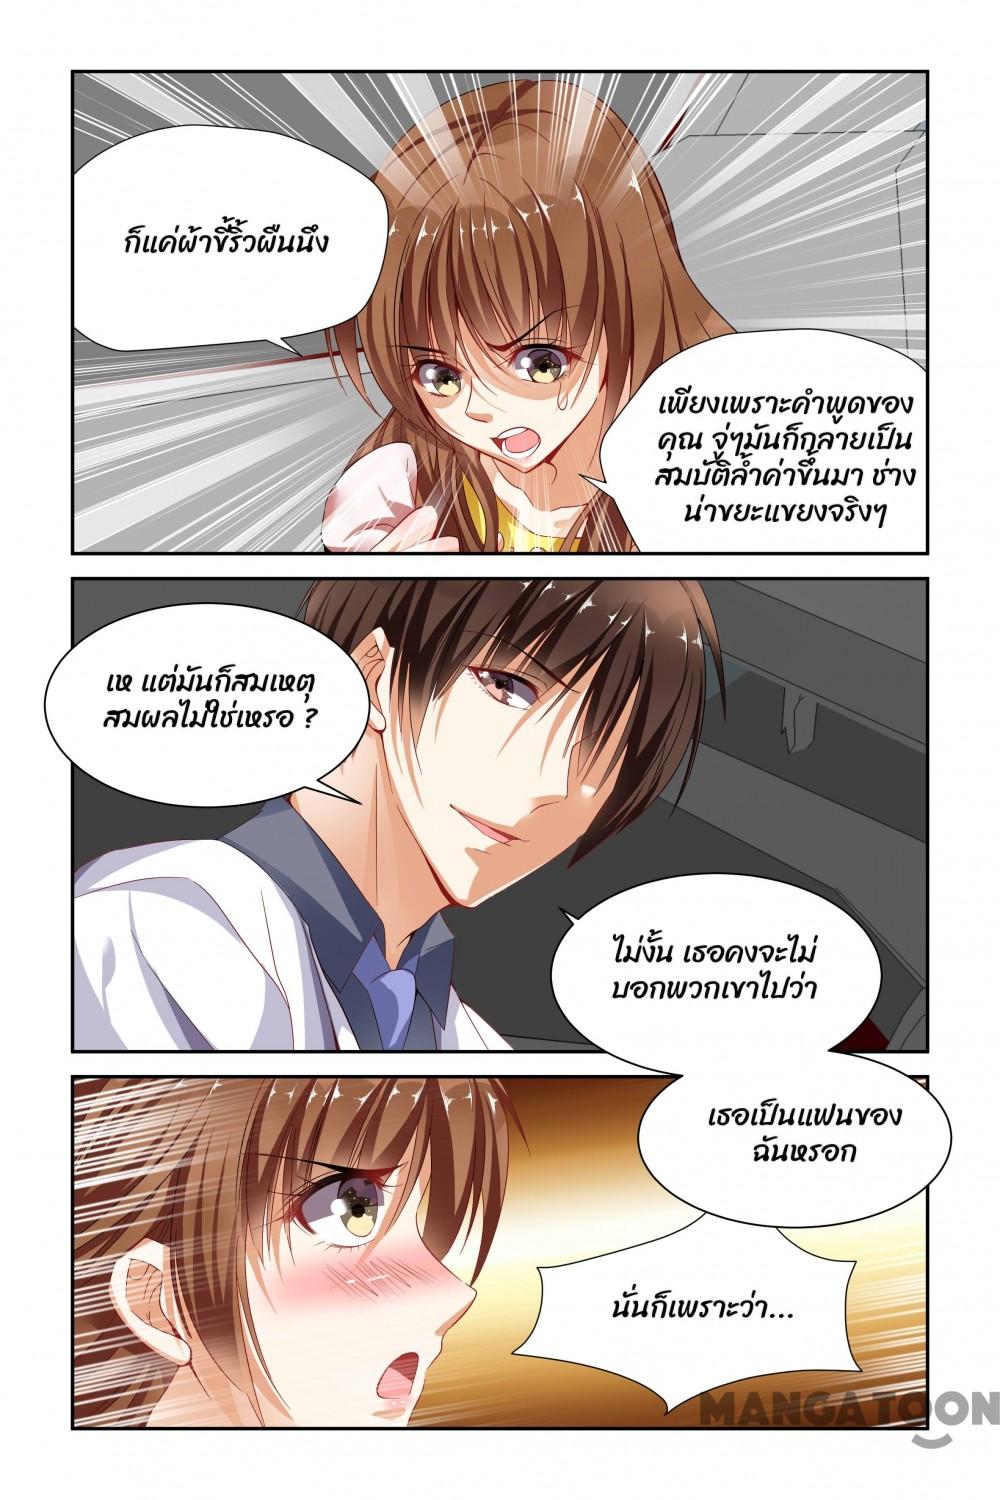 ก็แค่ผ้าขี้ริ้วผืนนึง
เพียงเพราะคำพูดของ
คุณ จู่ๆมันก็กลายเป็น
สมบัติล้ำค่าขึ้นมา ช่าง
น่าขยะแขยงจริงๆ
เห แต่มันก็สมเหตุ
สมผลไม่ใช่เหรอ ?
ไม่งั้น เธอคงจะไม่
บอกพวกเขาไปว่า
เธอเป็นแฟนของ
ฉันหรอก
นั่นก็เพราะว่า...
MANGATOON